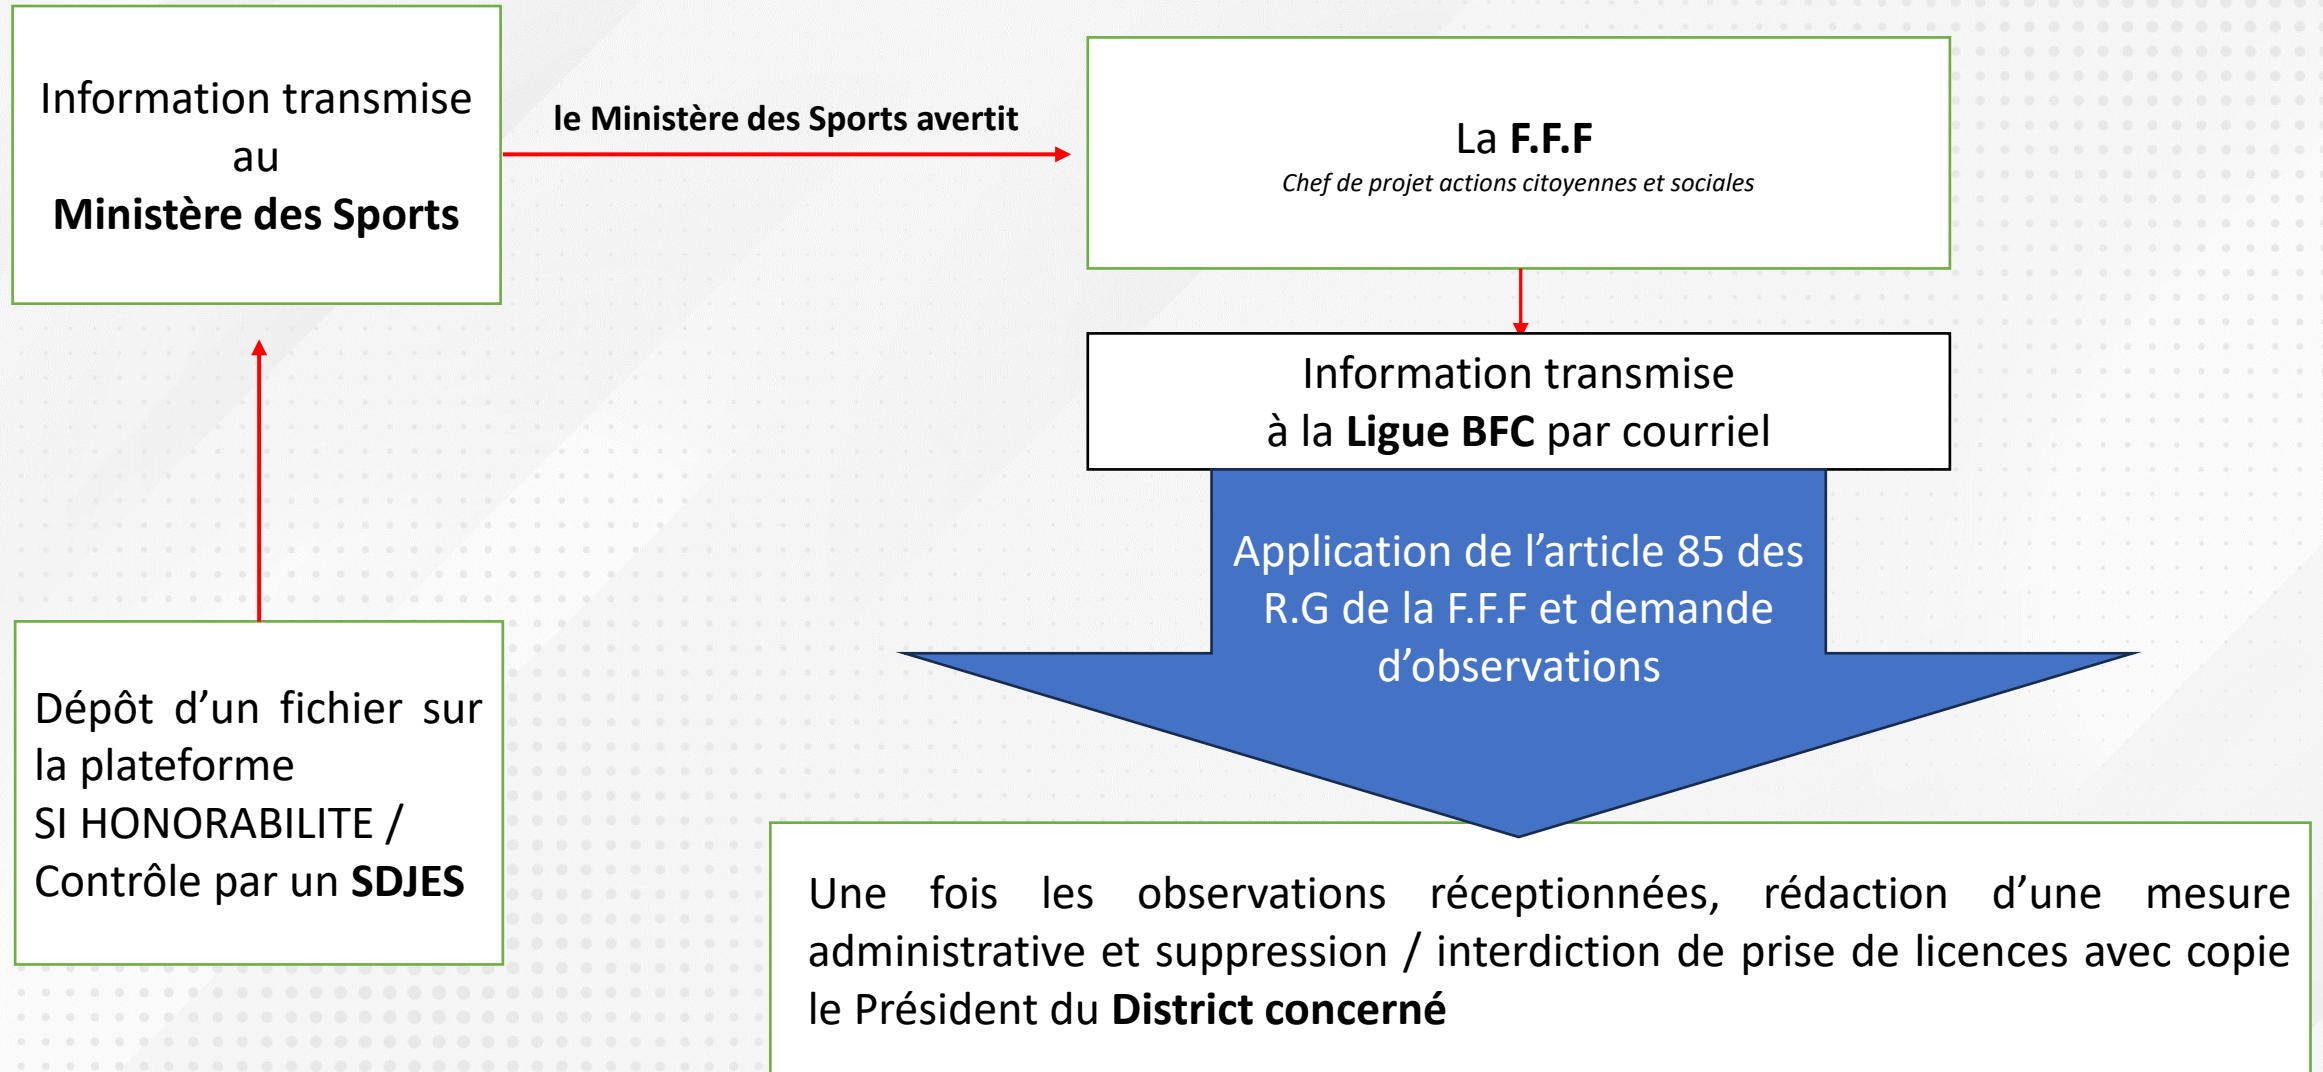 Information transmise
au
Ministère des Sports
le Ministère des Sports avertit
La F.F.F
Chef de projet actions citoyennes et sociales
Information transmise
à la Ligue BFC par courriel
Application de l’article 85 des
R.G de la F.F.F et demande
d’observations
Dépôt d’un fichier sur
la plateforme
SI HONORABILITE /
Contrôle par un SDJES
Une fois les observations réceptionnées, rédaction d’une mesure
administrative et suppression / interdiction de prise de licences avec copie
le Président du District concerné